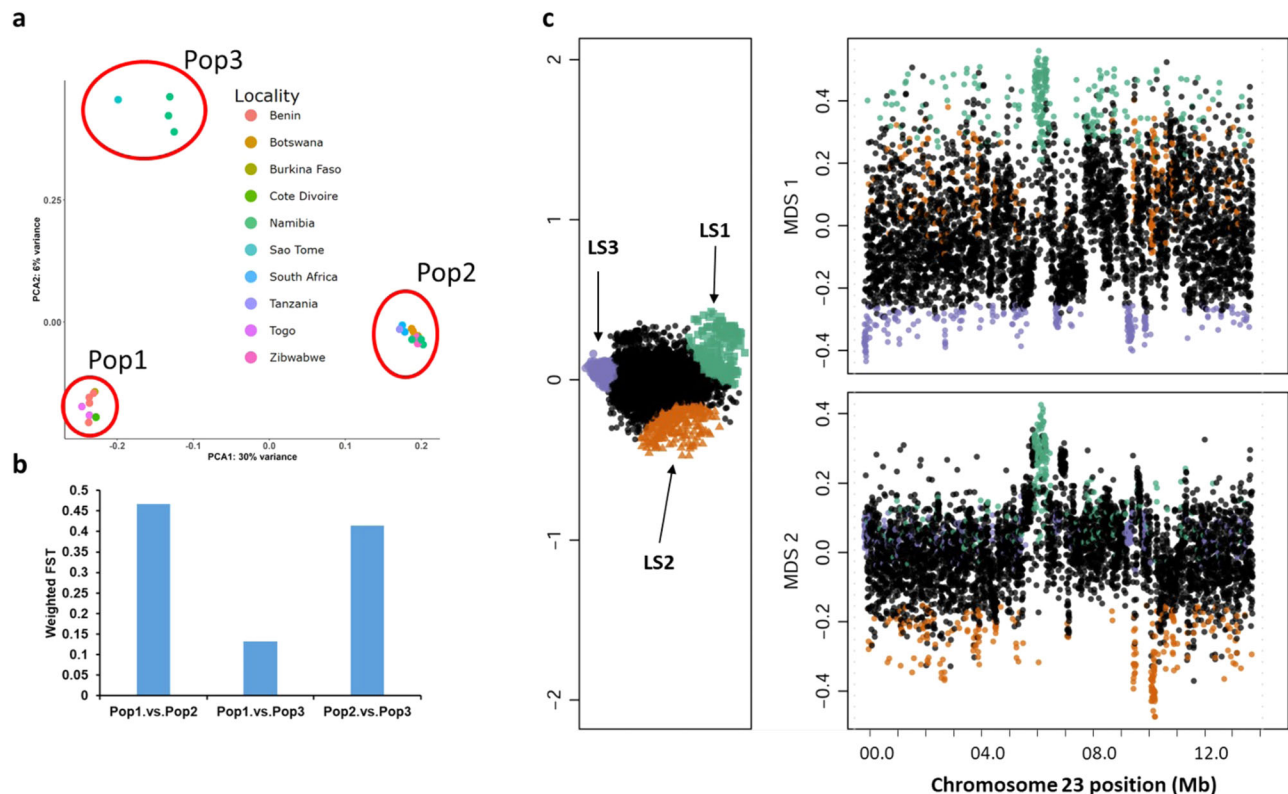 a
Pop3
Locality
Benin
Botswana
Burkina Faso
Cote Divoire
Namibia
Sao Tome
South Africa
Tanzania
Togo
Zibwabwe
Pop2
Pop1
0.25
0.00
PCA2: 6% variance
-0.2
-0.1
0.0
0.1
0.2
PCA1: 30% variance
b
0.5
0.45
0.4
0.35
0.3
0.25
0.2
0.15
0.1
0.05
0
Weighted FST
Pop1.vs.Pop2
Pop1.vs.Pop3
Pop2.vs.Pop3
c
2
1
0
-1
-2
LS3
LS1
LS2
MDS 1
0.4
0.2
0.0
-0.2
-0.4
MDS 2
0.4
0.2
0.0
-0.2
-0.4
00.0
04.0
08.0
12.0
Chromosome 23 position (Mb)